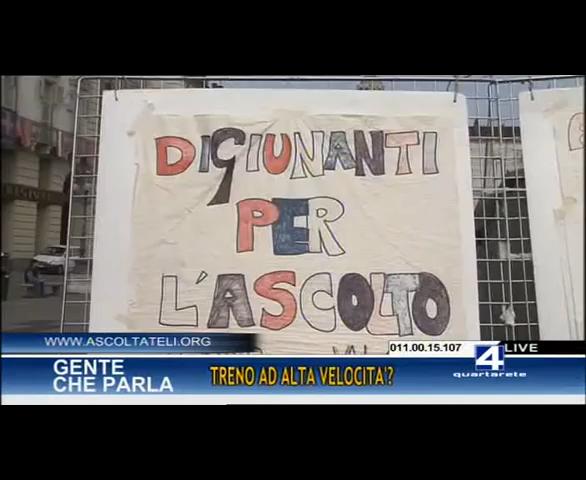 DIGIUNANTI
PER
L'ASCOLTO
WWW.ASCOLTATELI.ORG
011.00.15.107
LIVE
4
quartarete
GENTE
CHE PARLA
TRENO AD ALTA VELOCITA'?